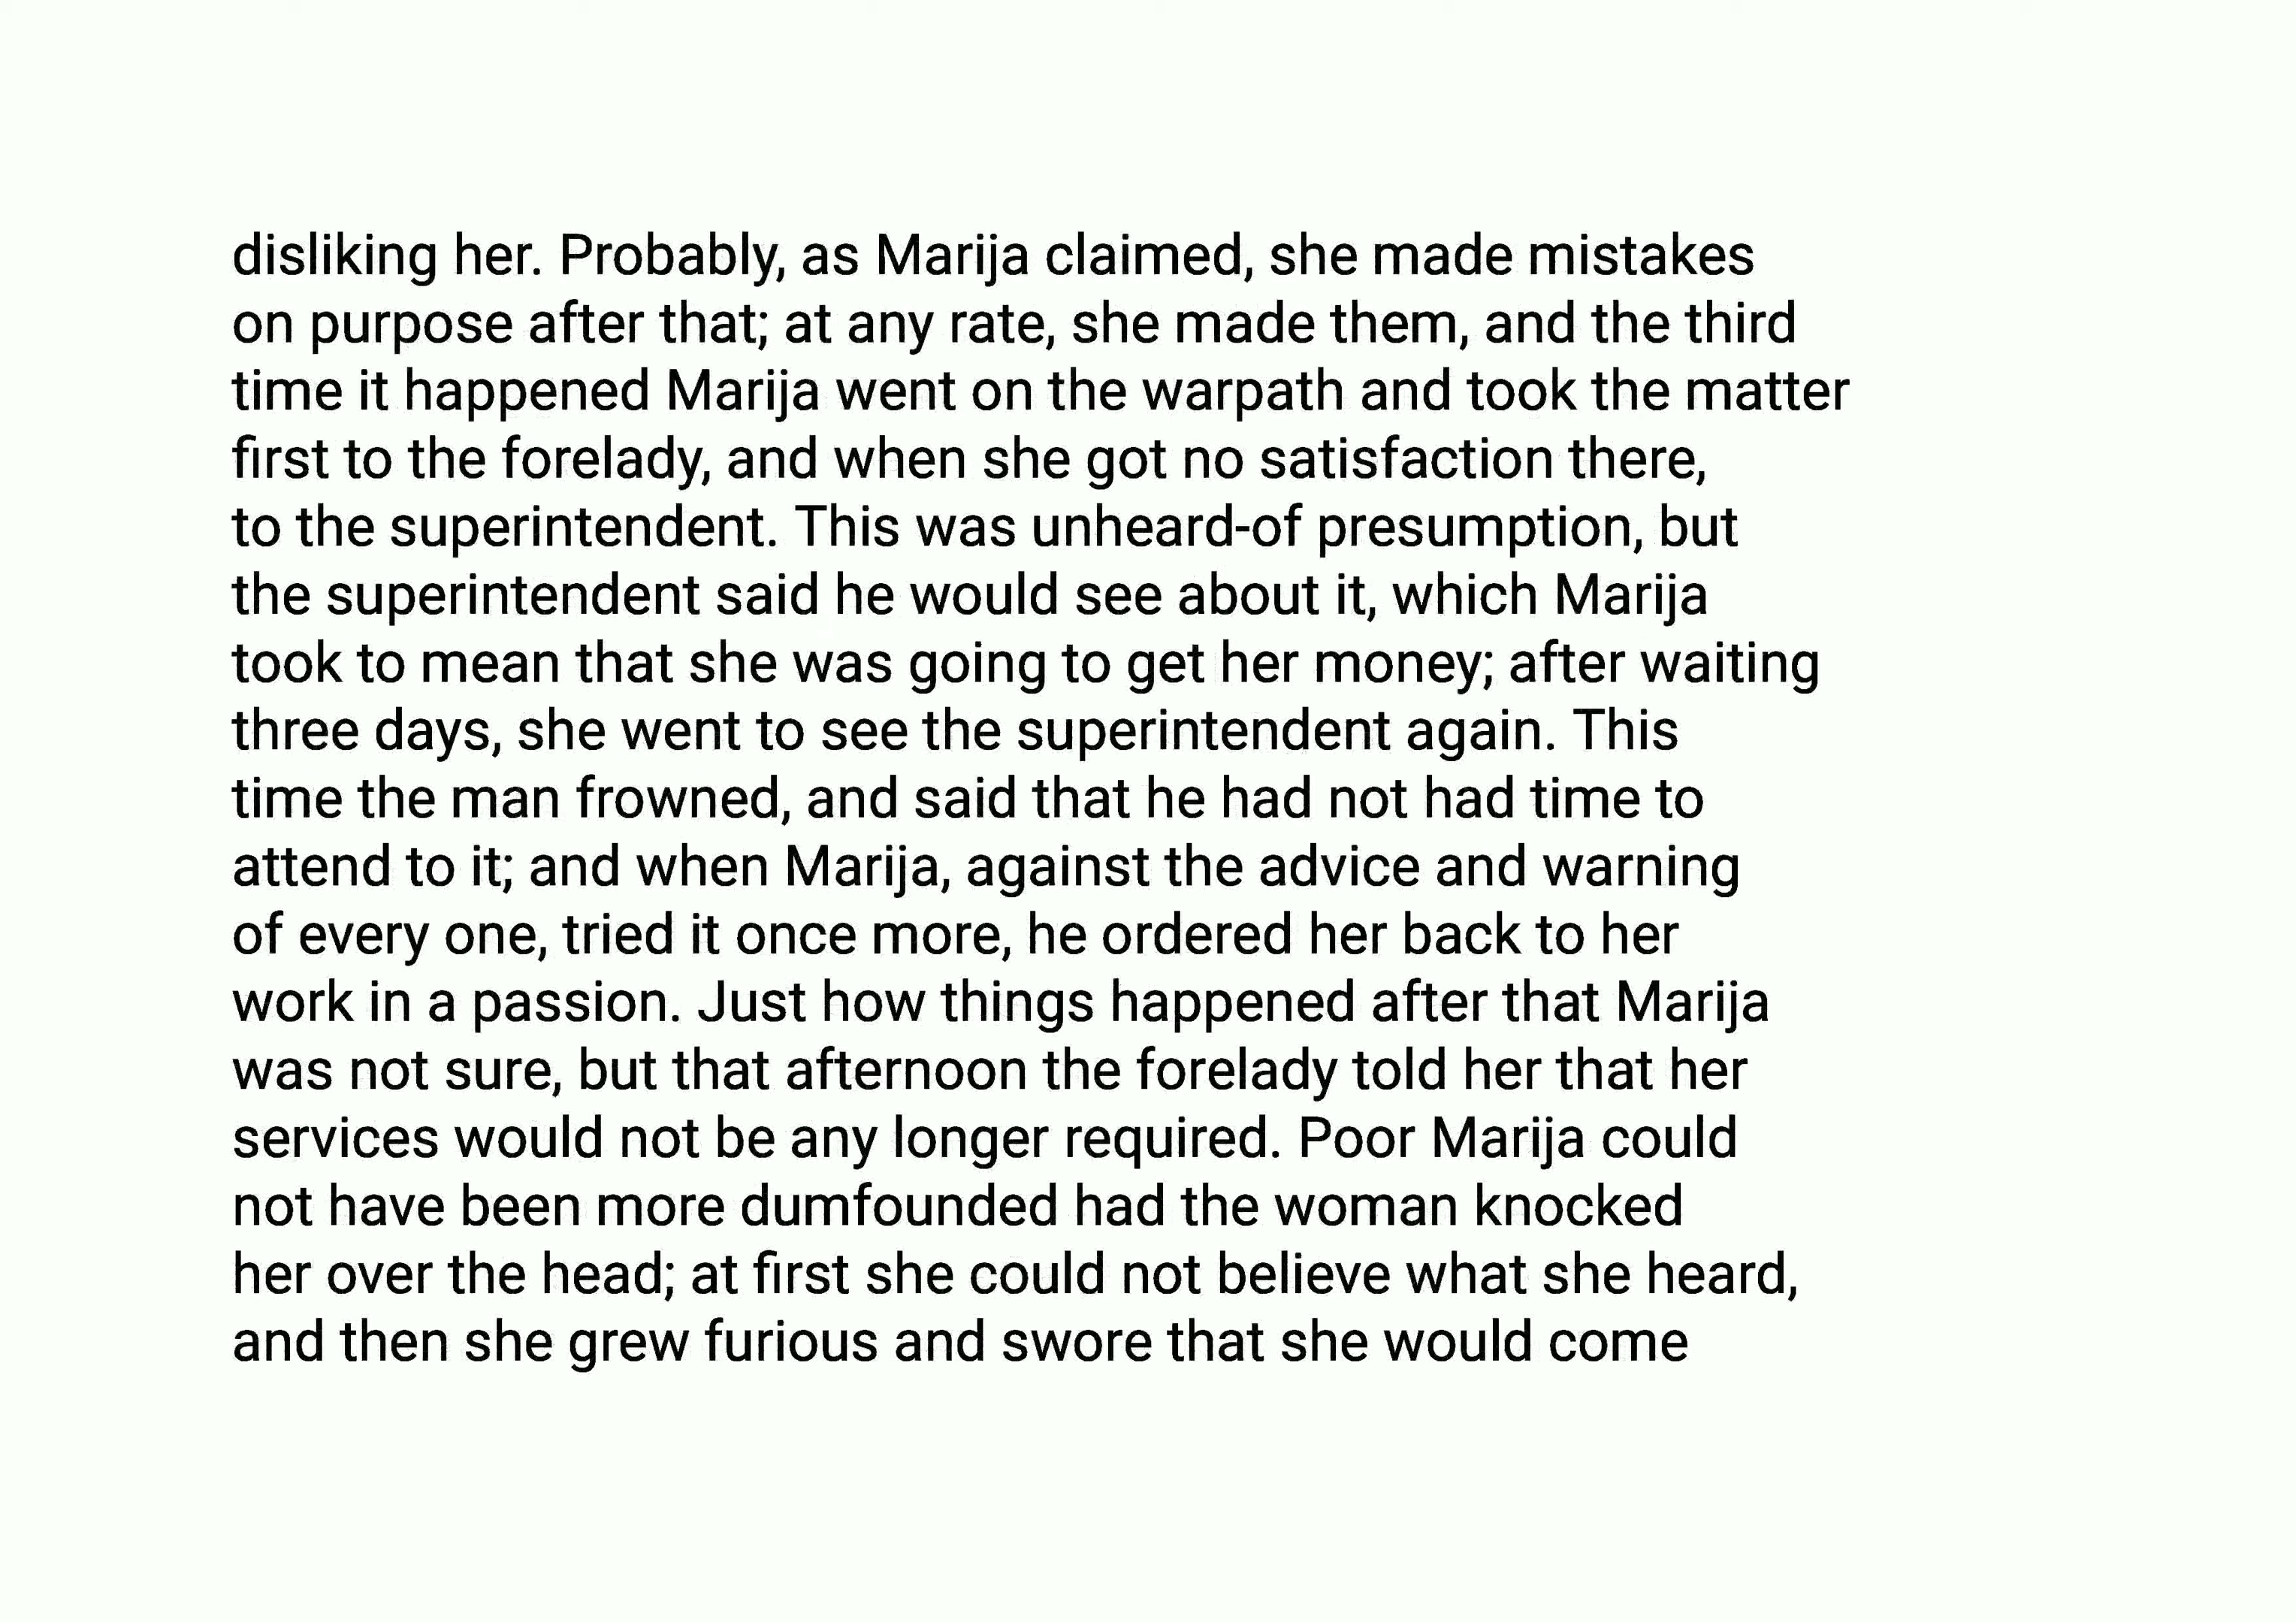 disliking her. Probably, as Marija claimed, she made mistakes
on purpose after that; at any rate, she made them, and the third
time it happened Marija went on the warpath and took the matter
first to the forelady, and when she got no satisfaction there,
to the superintendent. This was unheard-of presumption, but
the superintendent said he would see about it, which Marija
took to mean that she was going to get her money; after waiting
three days, she went to see the superintendent again. This
time the man frowned, and said that he had not had time to
attend to it; and when Marija, against the advice and warning
of every one, tried it once more, he ordered her back to her
work in a passion. Just how things happened after that Marija
was not sure, but that afternoon the forelady told her that her
services would not be any longer required. Poor Marija could
not have been more dumfounded had the woman knocked
her over the head; at first she could not believe what she heard,
and then she grew furious and swore that she would come